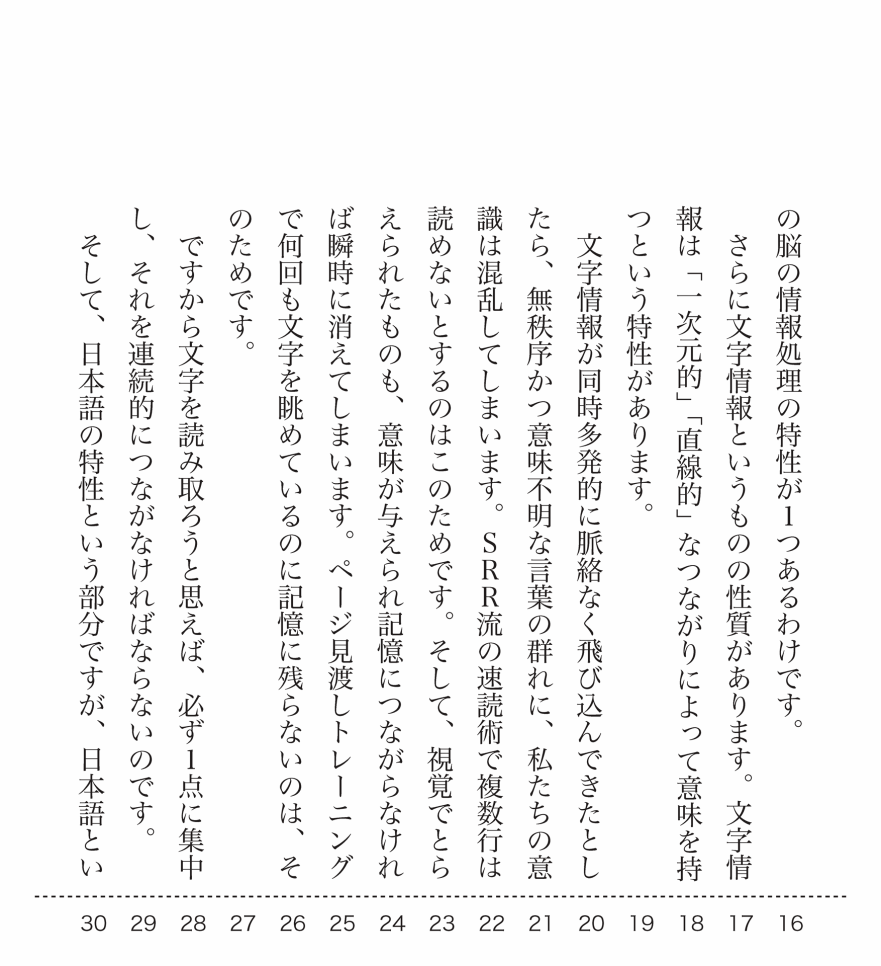 の脳の情報処理の特性が１つあるわけです。
さらに文字情報というものの性質があります。文字情
報は「一次元的」「直線的」なつながりによって意味を持
つという特性があります。
文字情報が同時多発的に脈絡なく飛び込んできたとし
たら、無秩序かつ意味不明な言葉の群れに、私たちの意
識は混乱してしまいます。ＳＲＲ流の速読術で複数行は
読めないとするのはこのためです。そして、視覚でとら
えられたものも、意味が与えられ記憶につながらなけれ
ば瞬時に消えてしまいます。ページ見渡しトレーニング
で何回も文字を眺めているのに記憶に残らないのは、そ
のためです。
ですから文字を読み取ろうと思えば、必ず１点に集中
し、それを連続的につながなければならないのです。
そして、日本語の特性という部分ですが、日本語とい
30 29 28 27 26 25 24 23 22 21 20 19 18 17 16